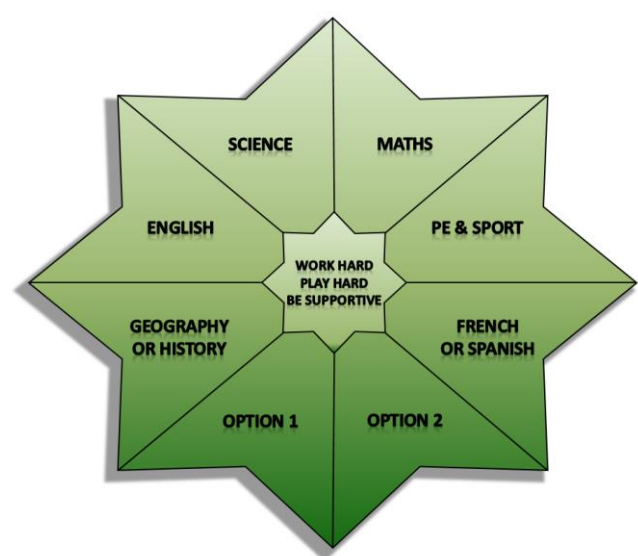 SCIENCE
MATHS
ENGLISH
PE & SPORT
WORK HARD
PLAY HARD
BE SUPPORTIVE
GEOGRAPHY
OR HISTORY
FRENCH
OR SPANISH
OPTION 1
OPTION 2